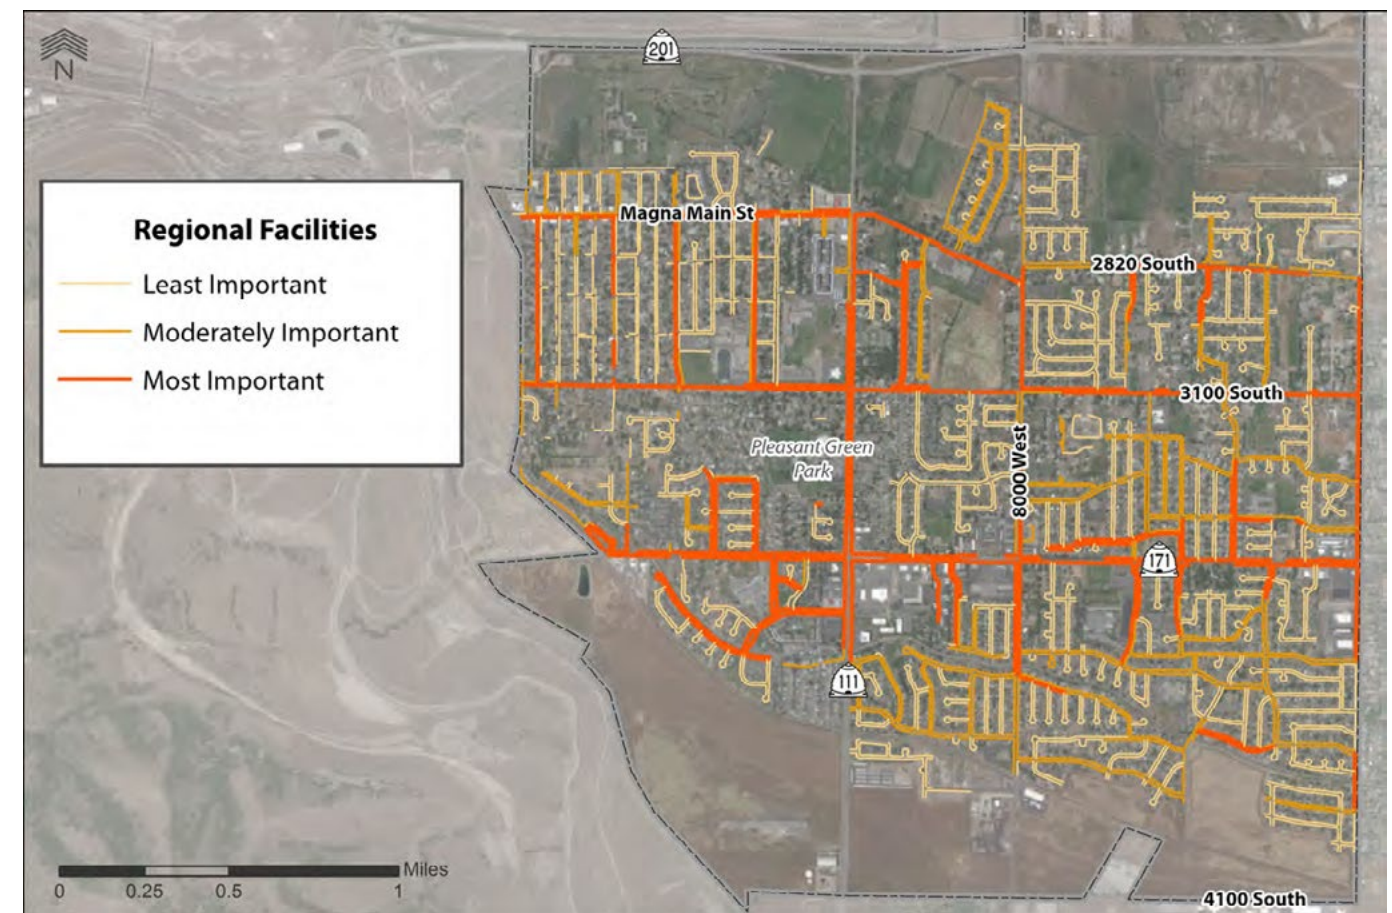 N
201
Regional Facilities
Least Important
Moderately Important
Most Important
Magna Main St
2820 South
3100 South
Pleasant Green
Park
8000 West
171
111
Miles
0 0.25 0.5 1
4100 South